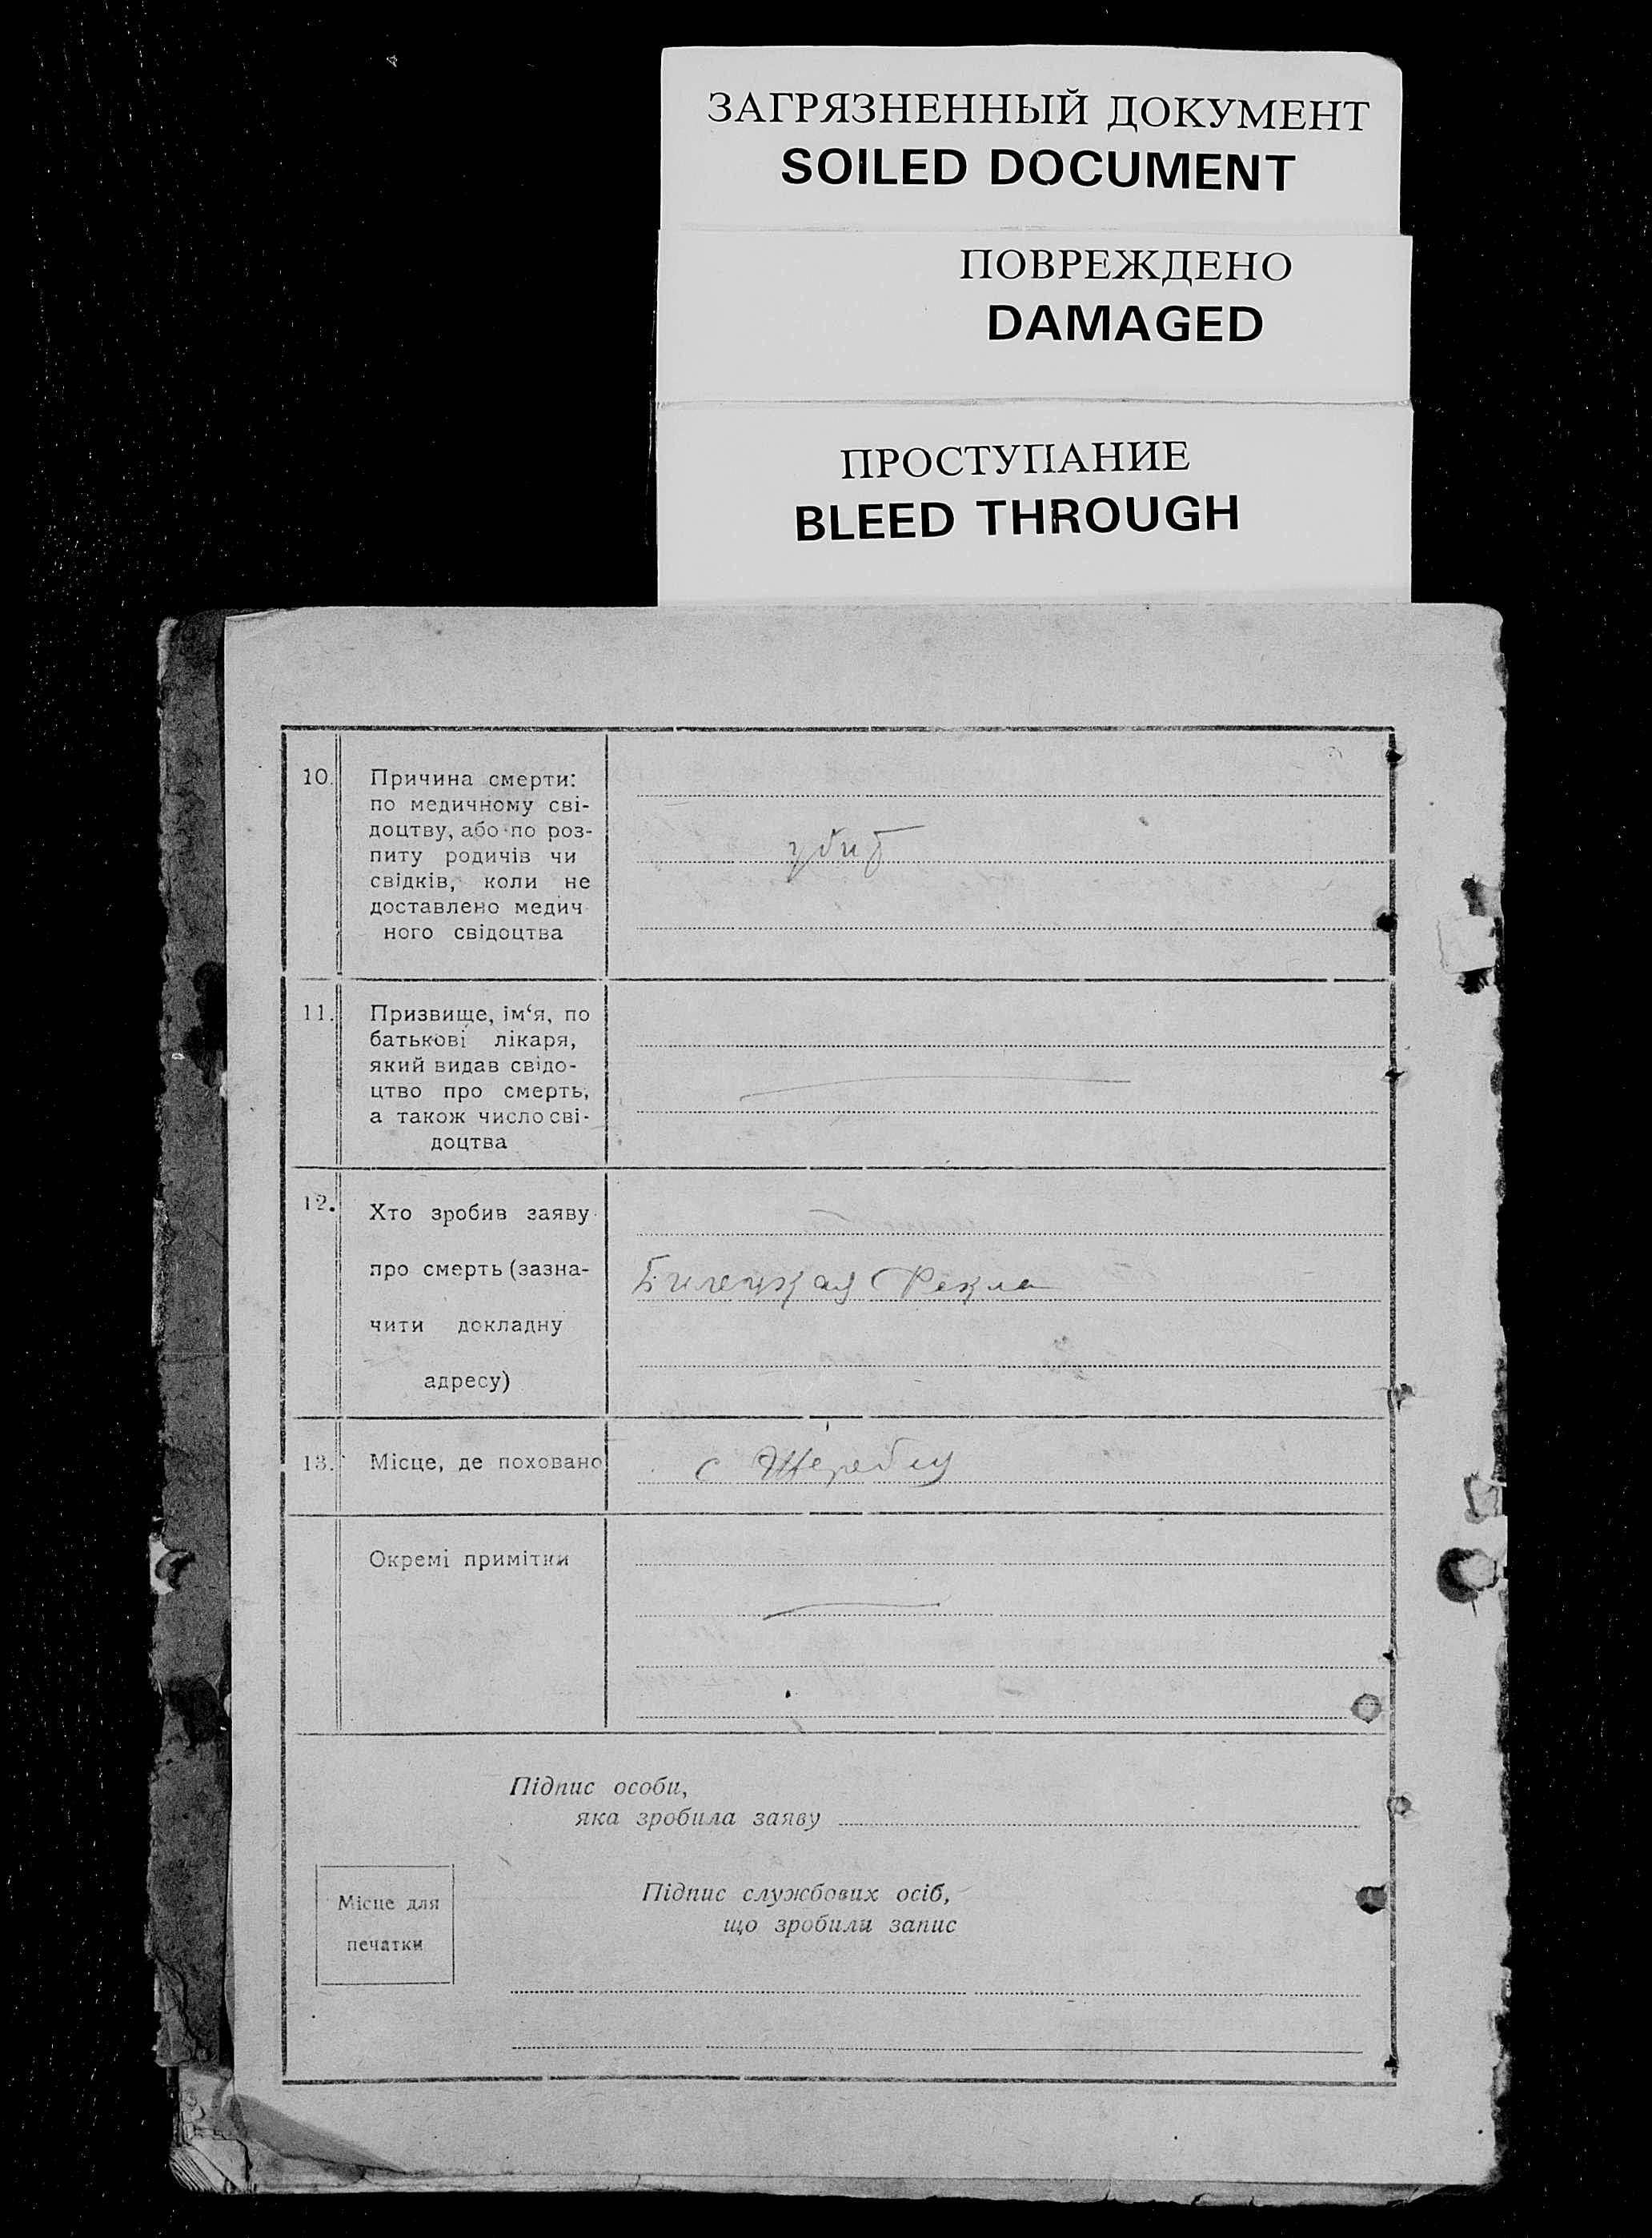 ЗАГРЯЗНЕННЫЙ ДОКУМЕНТ
SOILED DOCUMENT
ПОВРЕЖДЕНО
DAMAGED
ПРОСТУПАНИЕ
BLEED THROUGH
10. Причина смерти:
по медичному сві-
доцтву, або по роз-
питу родичів чи
свідків, коли не
доставлено медич
ного свідоцтва
убит
11. Призвище, ім‘я, по
батькові лікаря,
який видав свідо-
цтво про смерть,
а також число сві-
доцтва
12. Хто зробив заяву
про смерть (зазна-
чити докладну
адресу)
Билецкая Фекла
13. Місце, де поховано
с Жеребец
Окремі примітки
Підпис особи,
яка зробила заяву
Місце для
печатки
Підпис службових осіб,
що зробили запис